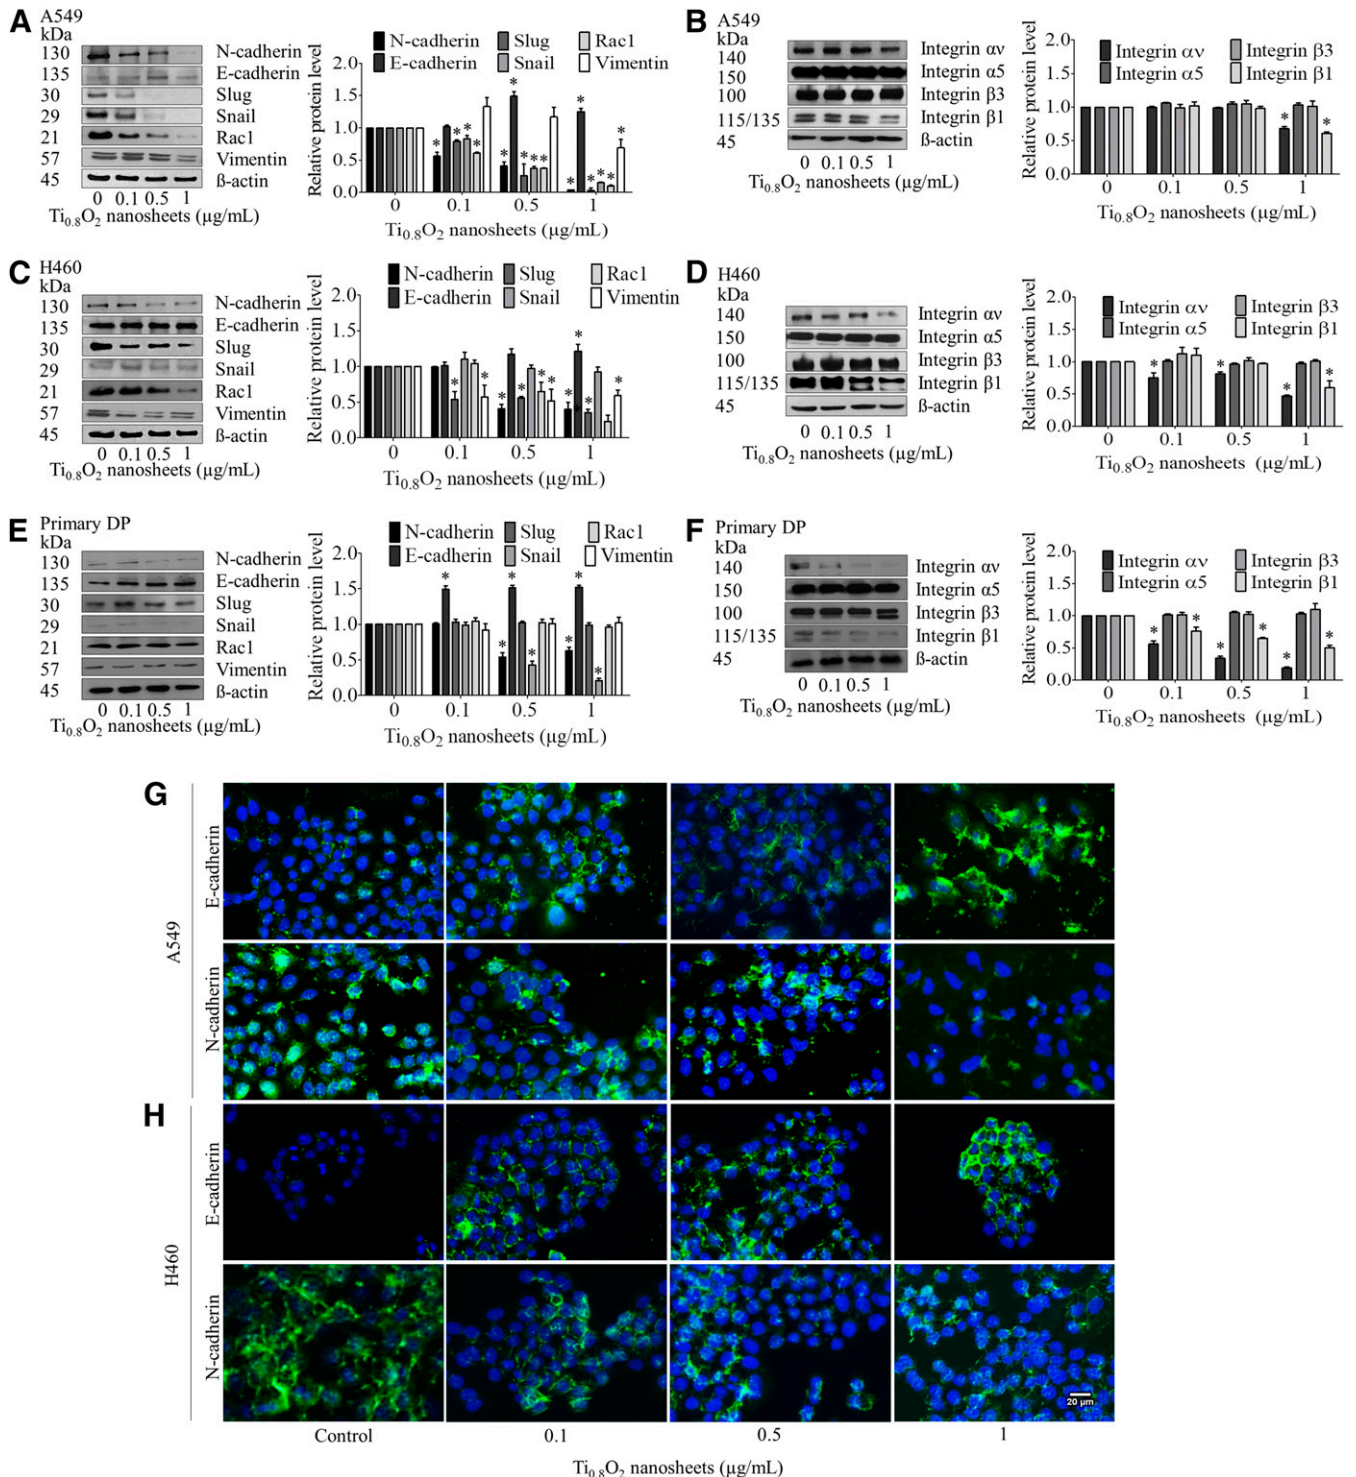 A A549
kDa
130 N-cadherin
135 E-cadherin
30 Slug
29 Snail
21 Rac1
57 Vimentin
45 ß-actin
0 0.1 0.5 1
Ti0.8O2 nanosheets (µg/mL)
N-cadherin Slug Rac1
E-cadherin Snail Vimentin
Relative protein level
2.0
1.5
1.0
0.5
0.0
* * * * *
* * * * **
* * * * * *
0 0.1 0.5 1
Ti0.8O2 nanosheets (µg/mL)
B A549
kDa
140 Integrin αν
150 Integrin α5
100 Integrin β3
115/135 Integrin β1
45 ß-actin
0 0.1 0.5 1
Ti0.8O2 nanosheets (µg/mL)
Integrin αν Integrin β3
Integrin α5 Integrin β1
Relative protein level
2.0
1.5
1.0
0.5
0.0
* *
0 0.1 0.5 1
Ti0.8O2 nanosheets (µg/mL)
C H460
kDa
130 N-cadherin
135 E-cadherin
30 Slug
29 Snail
21 Rac1
57 Vimentin
45 ß-actin
0 0.1 0.5 1
Ti0.8O2 nanosheets (µg/mL)
N-cadherin Slug Rac1
E-cadherin Snail Vimentin
Relative protein level
2.0
1.5
1.0
0.5
0.0
* *
* * * *
* * * *
0 0.1 0.5 1
Ti0.8O2 nanosheets (µg/mL)
D H460
kDa
140 Integrin αν
150 Integrin α5
100 Integrin β3
115/135 Integrin β1
45 ß-actin
0 0.1 0.5 1
Ti0.8O2 nanosheets (µg/mL)
Integrin αν Integrin β3
Integrin α5 Integrin β1
Relative protein level
2.0
1.5
1.0
0.5
0.0
* * * *
0 0.1 0.5 1
Ti0.8O2 nanosheets (µg/mL)
E Primary DP
kDa
130 N-cadherin
135 E-cadherin
30 Slug
29 Snail
21 Rac1
57 Vimentin
45 ß-actin
0 0.1 0.5 1
Ti0.8O2 nanosheets (µg/mL)
N-cadherin Slug Rac1
E-cadherin Snail Vimentin
Relative protein level
2.0
1.5
1.0
0.5
0.0
*
* * *
* * *
0 0.1 0.5 1
Ti0.8O2 nanosheets (µg/mL)
F Primary DP
kDa
140 Integrin αν
150 Integrin α5
100 Integrin β3
115/135 Integrin β1
45 ß-actin
0 0.1 0.5 1
Ti0.8O2 nanosheets (µg/mL)
Integrin αν Integrin β3
Integrin α5 Integrin β1
Relative protein level
2.0
1.5
1.0
0.5
0.0
* * * * * *
0 0.1 0.5 1
Ti0.8O2 nanosheets (µg/mL)
G
A549
E-cadherin
N-cadherin
H
H460
E-cadherin
N-cadherin
20 µm
Control 0.1 0.5 1
Ti0.8O2 nanosheets (µg/mL)